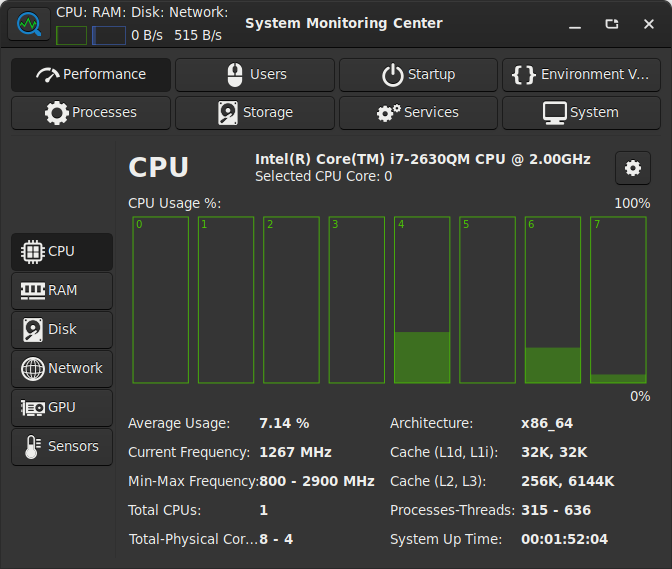 CPU: RAM: Disk: Network:
0 B/s 515 B/s
System Monitoring Center
Performance Users Startup Environment V...
Processes Storage Services System
CPU
Intel(R) Core(TM) i7-2630QM CPU @ 2.00GHz
Selected CPU Core: 0
CPU Usage %: 100%
0 1 2 3 4 5 6 7
0%
CPU
RAM
Disk
Network
GPU
Sensors
Average Usage: 7.14 % Architecture: x86_64
Current Frequency: 1267 MHz Cache (L1d, L1i): 32K, 32K
Min-Max Frequency: 800 - 2900 MHz Cache (L2, L3): 256K, 6144K
Total CPUs: 1 Processes-Threads: 315 - 636
Total-Physical Cor... 8 - 4 System Up Time: 00:01:52:04